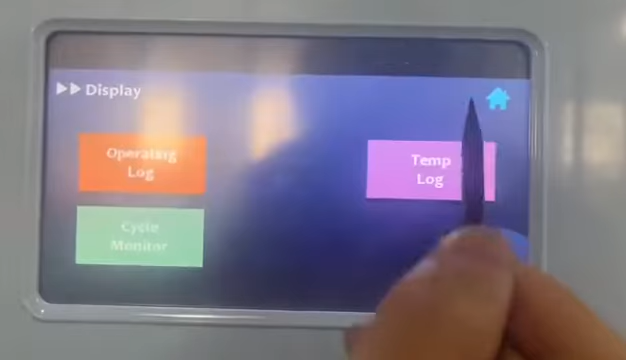 ▶▶ Display
Operating
Log
Temp
Log
Cycle
Monitor